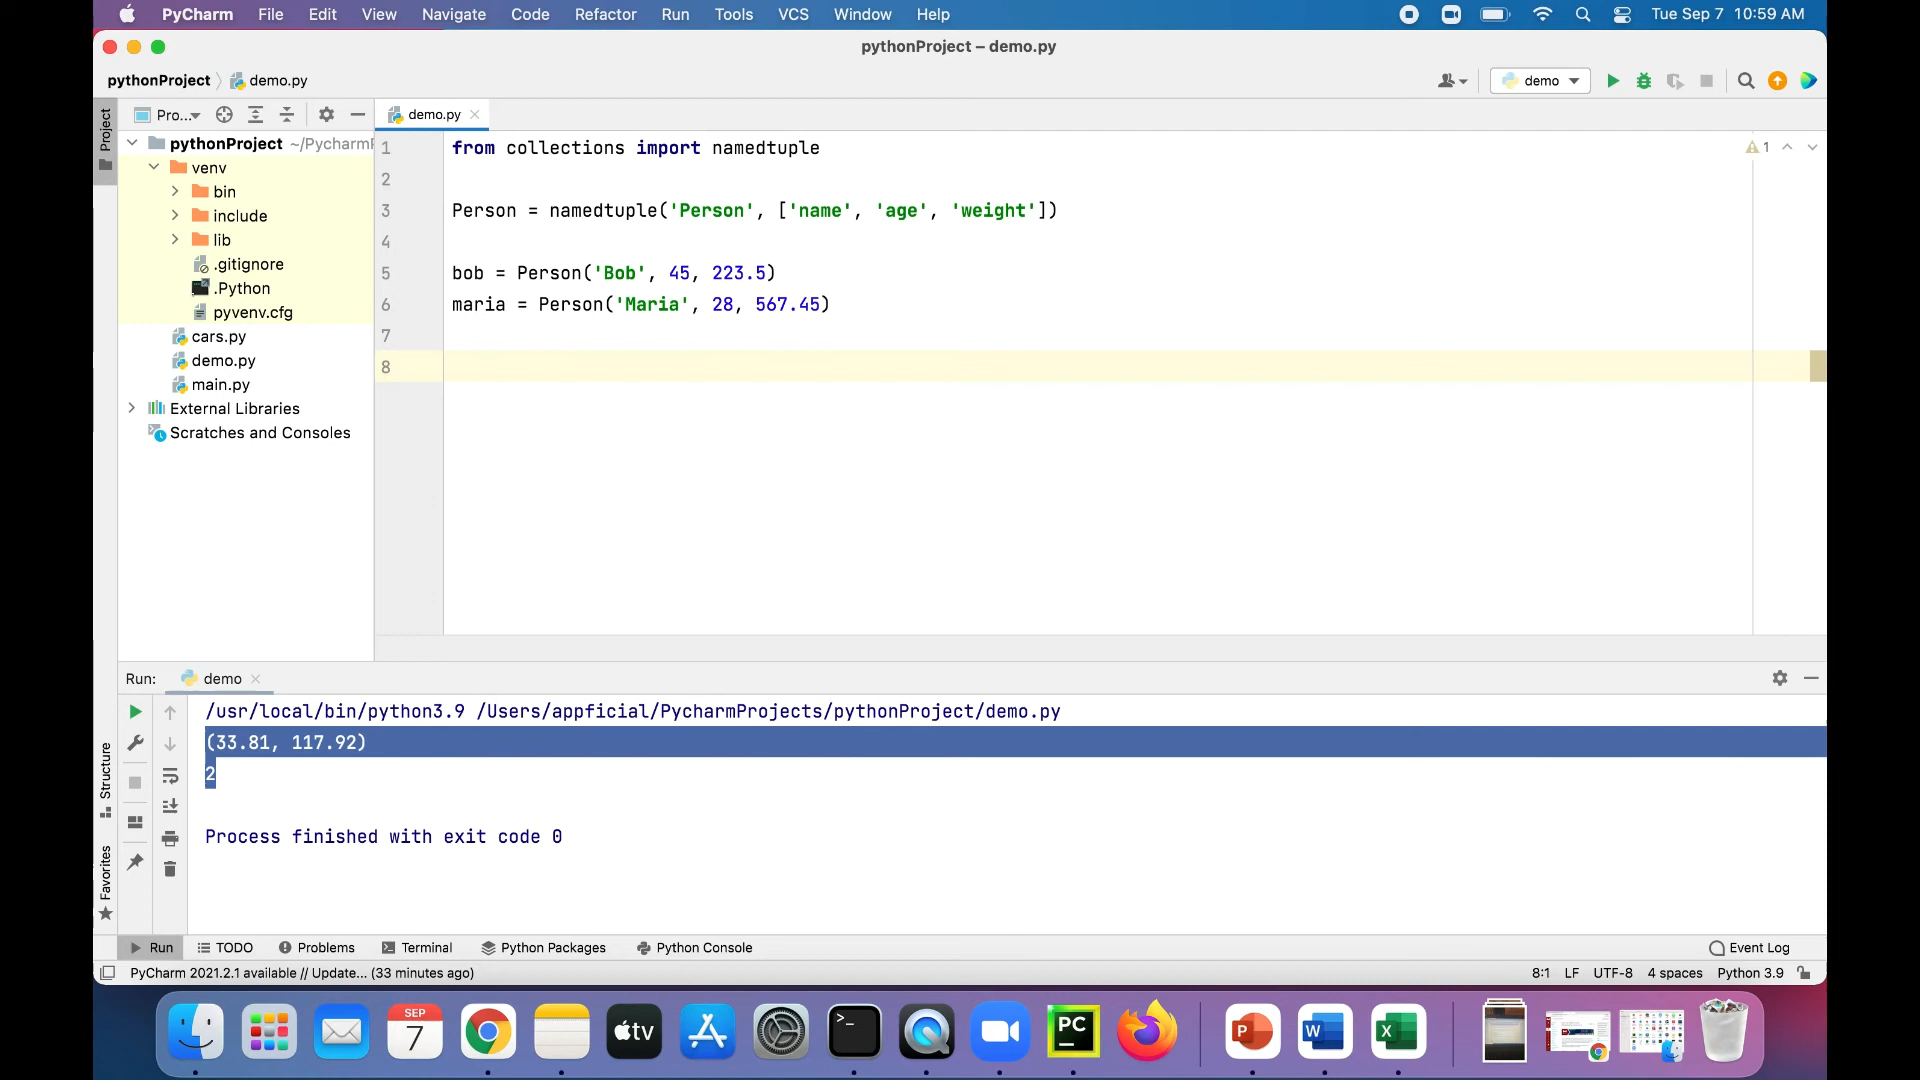 PyCharm File Edit View Navigate Code Refactor Run Tools VCS Window Help Tue Sep 7 10:59 AM
pythonProject – demo.py
pythonProject demo.py demo
Project
Pro... demo.py
pythonProject ~/PycharmP
venv
bin
include
lib
.gitignore
.Python
pyvenv.cfg
cars.py
demo.py
main.py
External Libraries
Scratches and Consoles
1 from collections import namedtuple
2
3 Person = namedtuple('Person', ['name', 'age', 'weight'])
4
5 bob = Person('Bob', 45, 223.5)
6 maria = Person('Maria', 28, 567.45)
7
8
1
Run: demo
/usr/local/bin/python3.9 /Users/appficial/PycharmProjects/pythonProject/demo.py
(33.81, 117.92)
2
Process finished with exit code 0
Structure
Favorites
Run TODO Problems Terminal Python Packages Python Console Event Log
PyCharm 2021.2.1 available // Update... (33 minutes ago) 8:1 LF UTF-8 4 spaces Python 3.9
SEP
7
tv
>_
PC
P
W
X